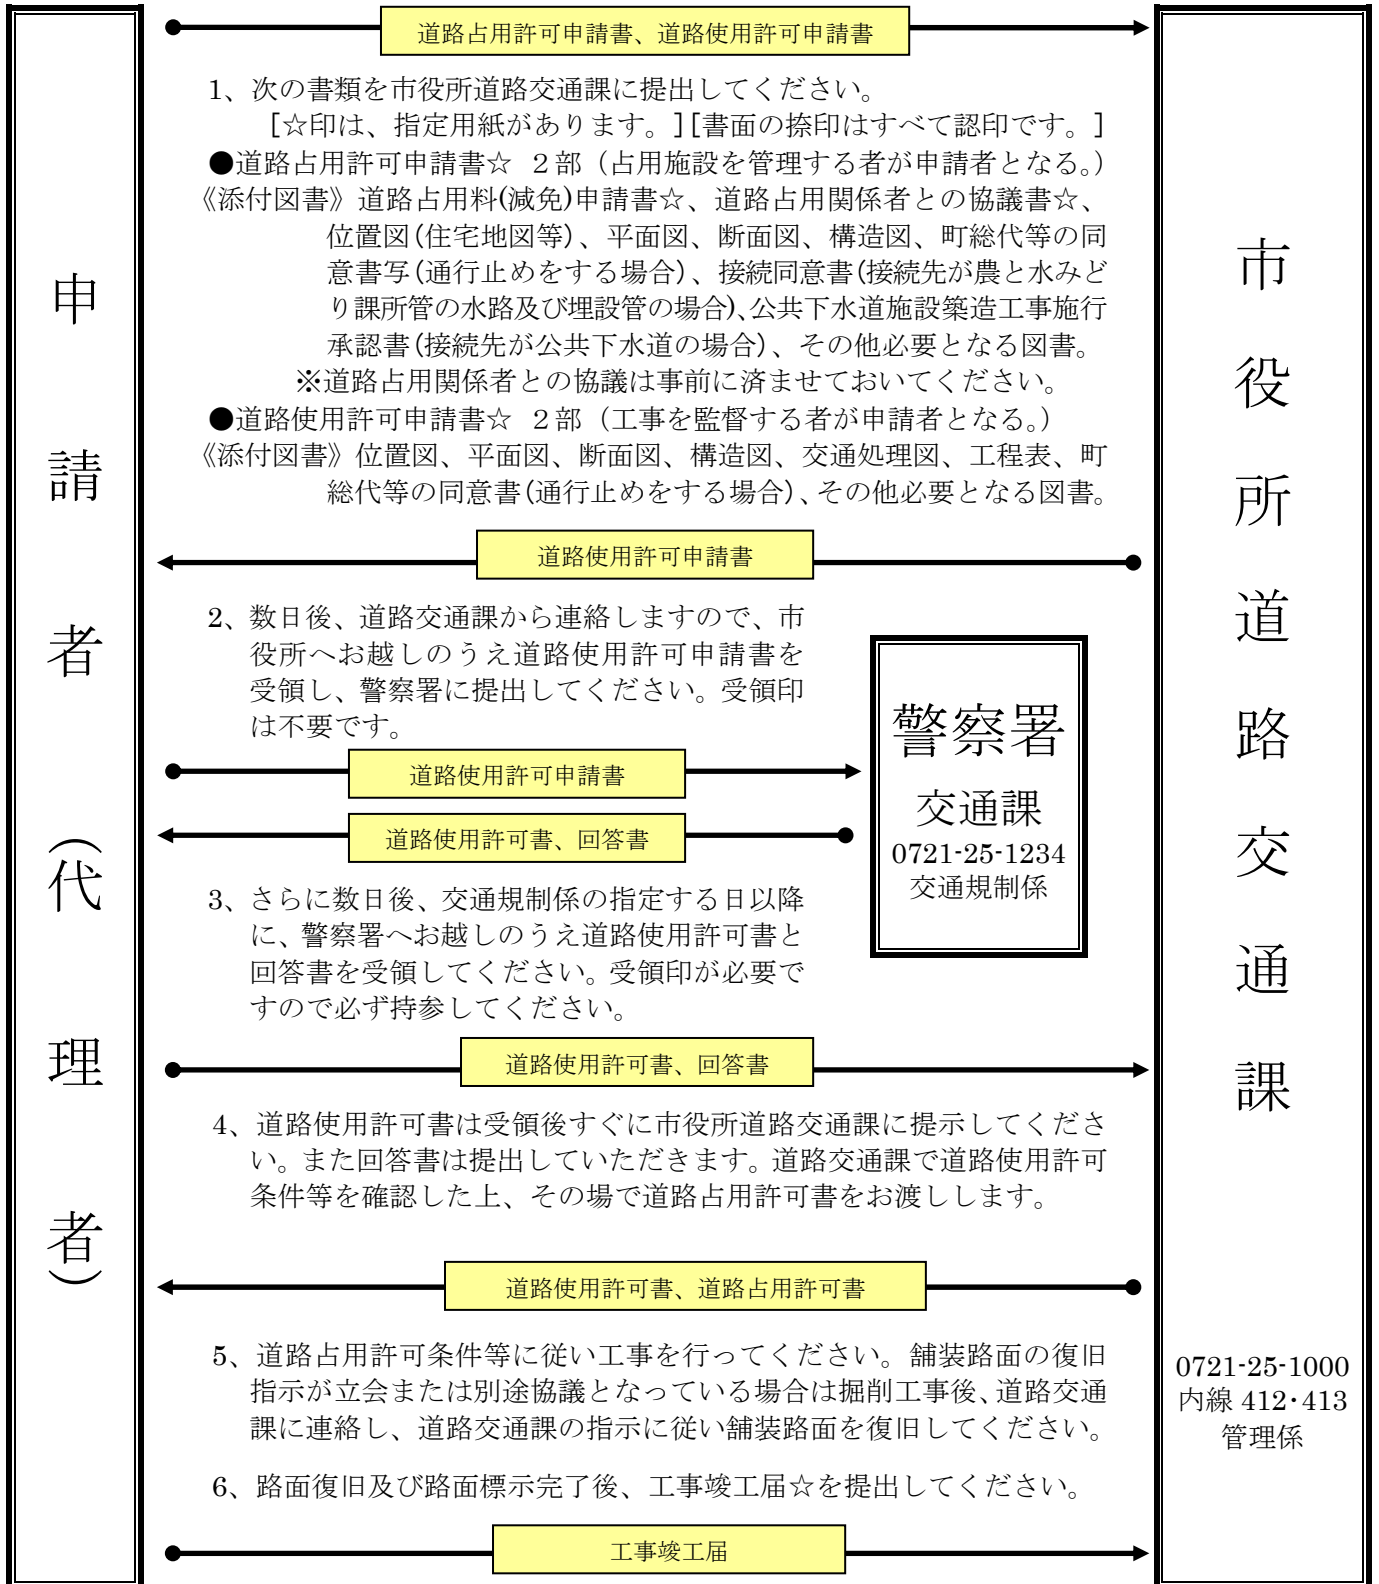 申請者（代理者）
道路占用許可申請書、道路使用許可申請書
1、次の書類を市役所道路交通課に提出してください。
[☆印は、指定用紙があります。][書面の捺印はすべて認印です。]
●道路占用許可申請書☆ ２部（占用施設を管理する者が申請者となる。）
《添付図書》道路占用料(減免)申請書☆、道路占用関係者との協議書☆、
位置図(住宅地図等)、平面図、断面図、構造図、町総代等の同
意書写(通行止めをする場合)、接続同意書(接続先が農と水みど
り課所管の水路及び埋設管の場合)、公共下水道施設築造工事施行
承認書(接続先が公共下水道の場合)、その他必要となる図書。
※道路占用関係者との協議は事前に済ませておいてください。
●道路使用許可申請書☆ ２部（工事を監督する者が申請者となる。）
《添付図書》位置図、平面図、断面図、構造図、交通処理図、工程表、町
総代等の同意書(通行止めをする場合)、その他必要となる図書。
道路使用許可申請書
2、数日後、道路交通課から連絡しますので、市
役所へお越しのうえ道路使用許可申請書を
受領し、警察署に提出してください。受領印
は不要です。
道路使用許可申請書
道路使用許可書、回答書
警察署
交通課
0721-25-1234
交通規制係
3、さらに数日後、交通規制係の指定する日以降
に、警察署へお越しのうえ道路使用許可書と
回答書を受領してください。受領印が必要で
すので必ず持参してください。
道路使用許可書、回答書
4、道路使用許可書は受領後すぐに市役所道路交通課に提示してくださ
い。また回答書は提出していただきます。道路交通課で道路使用許可
条件等を確認した上、その場で道路占用許可書をお渡しします。
道路使用許可書、道路占用許可書
5、道路占用許可条件等に従い工事を行ってください。舗装路面の復旧
指示が立会または別途協議となっている場合は掘削工事後、道路交通
課に連絡し、道路交通課の指示に従い舗装路面を復旧してください。
6、路面復旧及び路面標示完了後、工事竣工届☆を提出してください。
工事竣工届
市役所道路交通課
0721-25-1000
内線 412･413
管理係